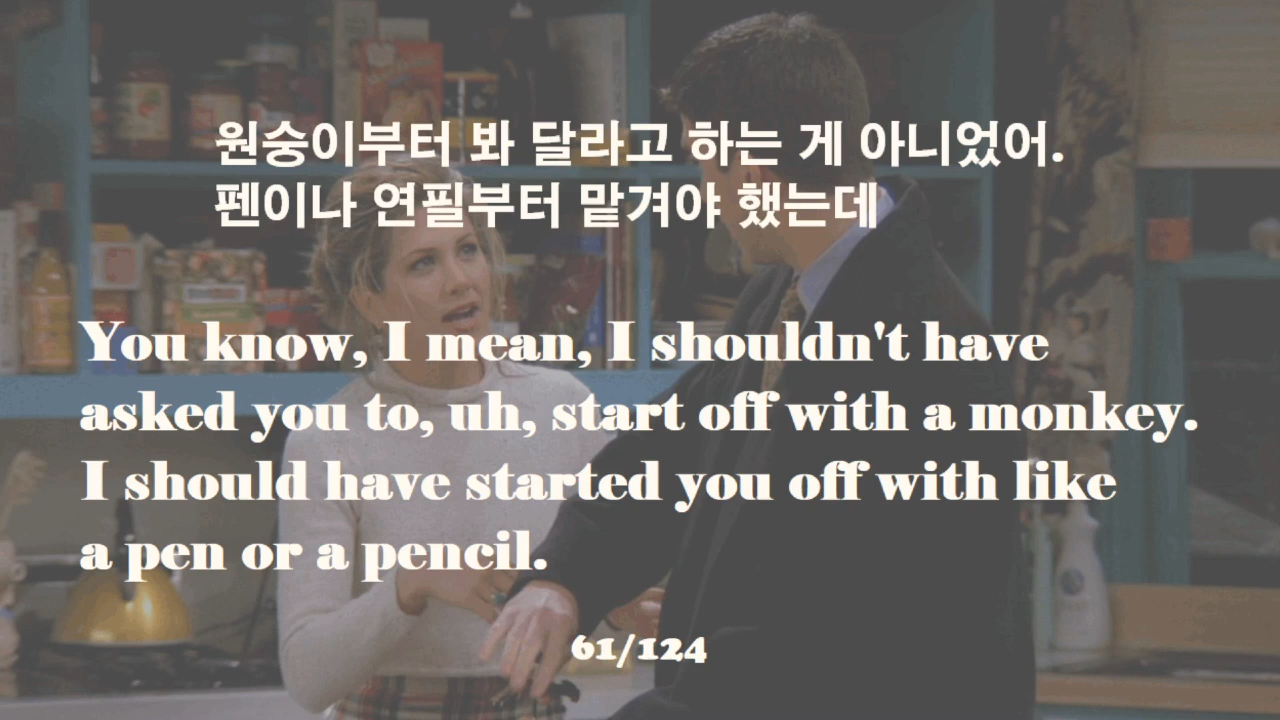 원숭이부터 봐 달라고 하는 게 아니었어.
펜이나 연필부터 맡겨야 했는데
You know, I mean, I shouldn't have
asked you to, uh, start off with a monkey.
I should have started you off with like
a pen or a pencil.
61/124